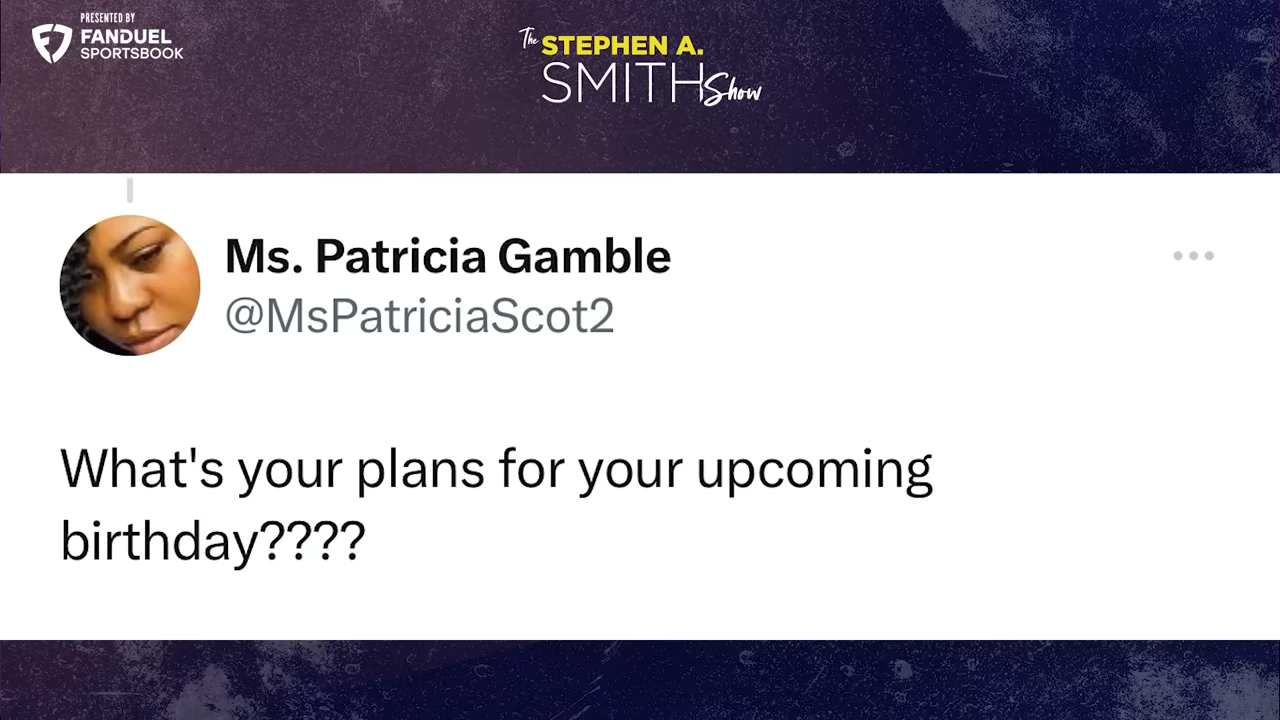 PRESENTED BY
FANDUEL
SPORTSBOOK
The STEPHEN A.
SMITH Show
Ms. Patricia Gamble
@MsPatriciaScot2
What's your plans for your upcoming
birthday????